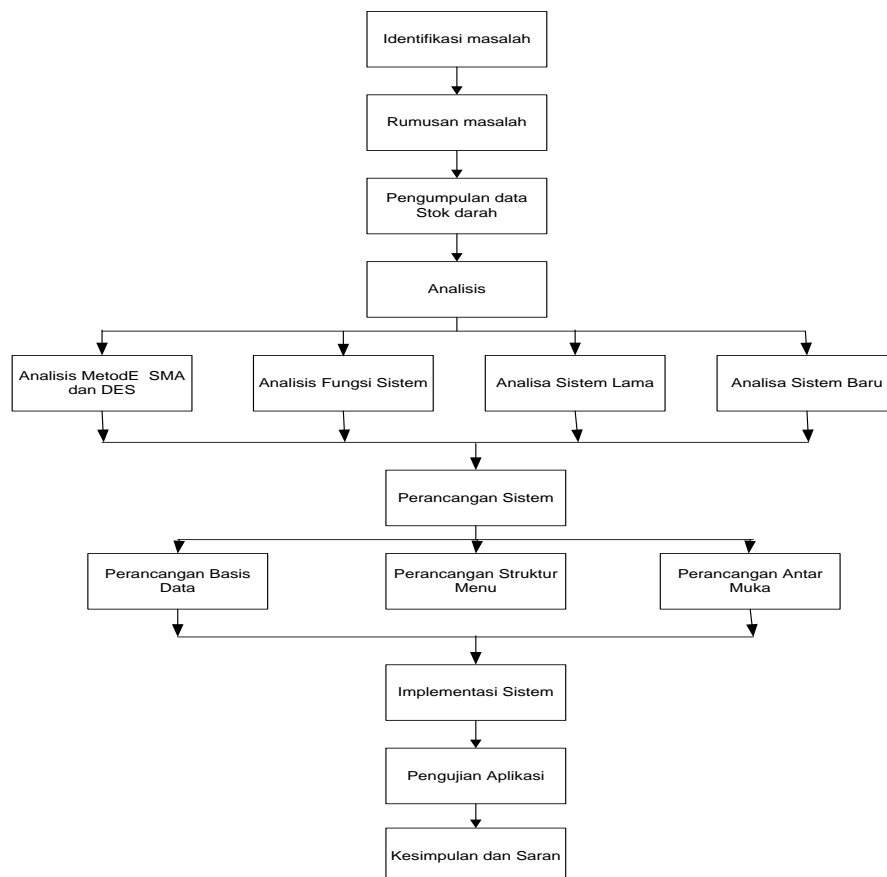 Identifikasi masalah
Rumusan masalah
Pengumpulan data
Stok darah
Analisis
Analisis MetodE SMA
dan DES
Analisis Fungsi Sistem
Analisa Sistem Lama
Analisa Sistem Baru
Perancangan Sistem
Perancangan Basis
Data
Perancangan Struktur
Menu
Perancangan Antar
Muka
Implementasi Sistem
Pengujian Aplikasi
Kesimpulan dan Saran